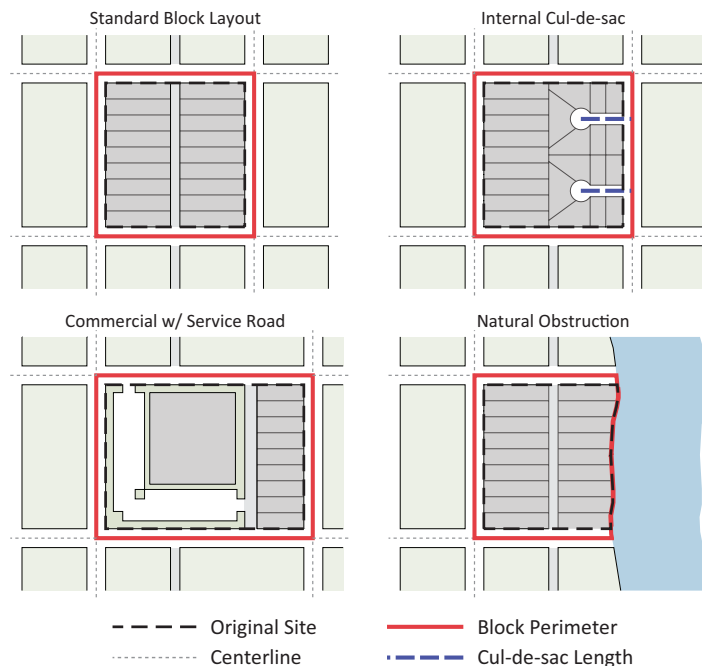 Standard Block Layout
Internal Cul-de-sac
Commercial w/ Service Road
Natural Obstruction
Original Site
Block Perimeter
Centerline
Cul-de-sac Length